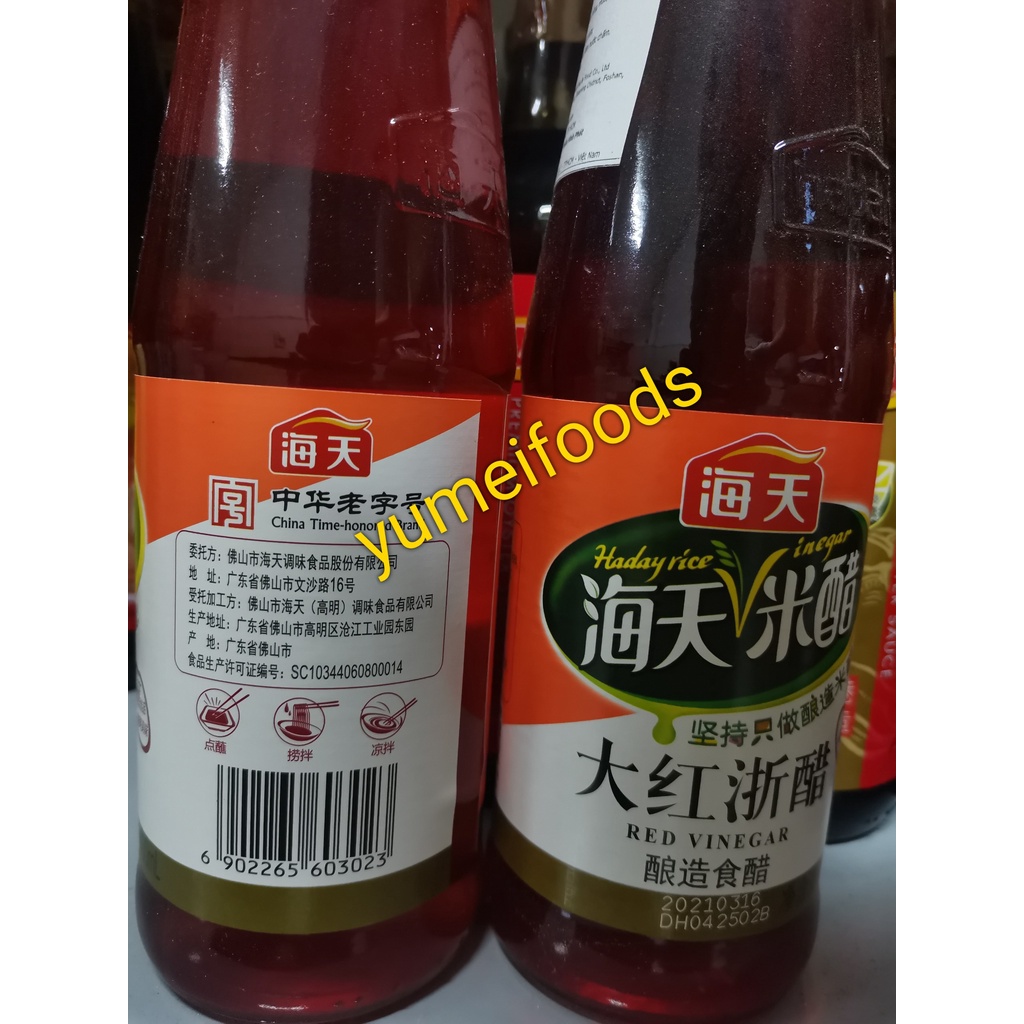 海天
中华老字号
China Time-honored Brand
委托方：佛山市海天调味食品股份有限公司
地 址：广东省佛山市文沙路16号
受托加工方：佛山市海天（高明）调味食品有限公司
生产地址：广东省佛山市高明区沧江工业园东园
产 地：广东省佛山市
食品生产许可证编号：SC10344060800014
点蘸
捞拌
凉拌
6 902265 603023
yumeifoods
Việt Nam
海天
Haday rice Vinegar
海天米醋
坚持只做酿造米
大红浙醋
RED VINEGAR
酿造食醋
20210316
DH042502B
SAUCE